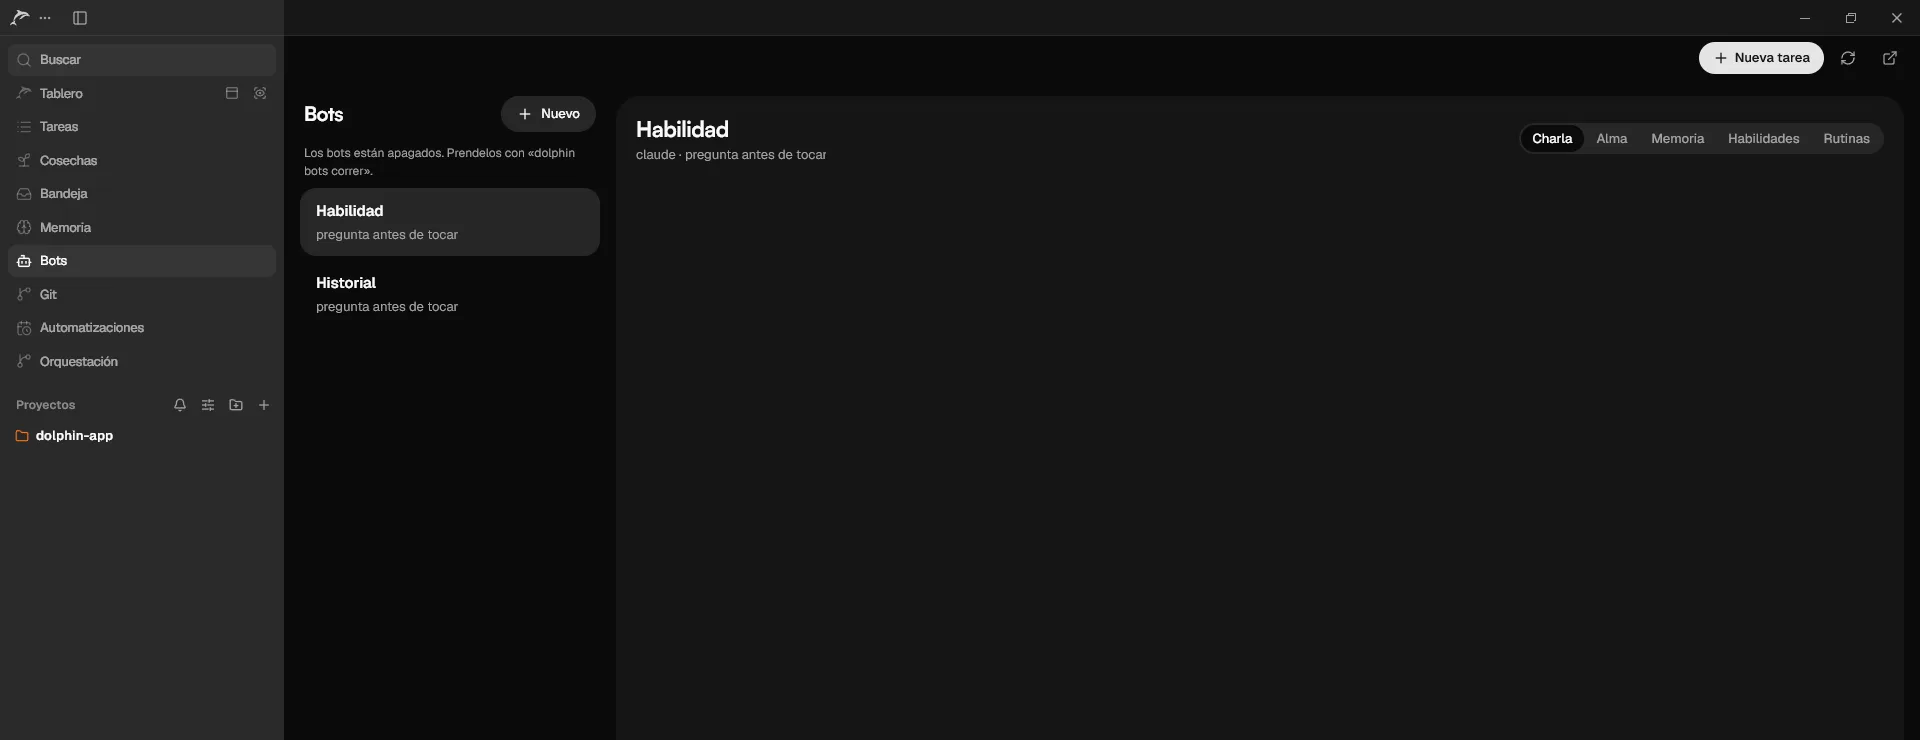 Buscar
Tablero
Tareas
Cosechas
Bandeja
Memoria
Bots
Git
Automatizaciones
Orquestación
Proyectos
dolphin-app
Nueva tarea
Bots
Nuevo
Los bots están apagados. Prendelos con «dolphin
bots correr».
Habilidad
pregunta antes de tocar
Historial
pregunta antes de tocar
Habilidad
claude · pregunta antes de tocar
Charla Alma Memoria Habilidades Rutinas